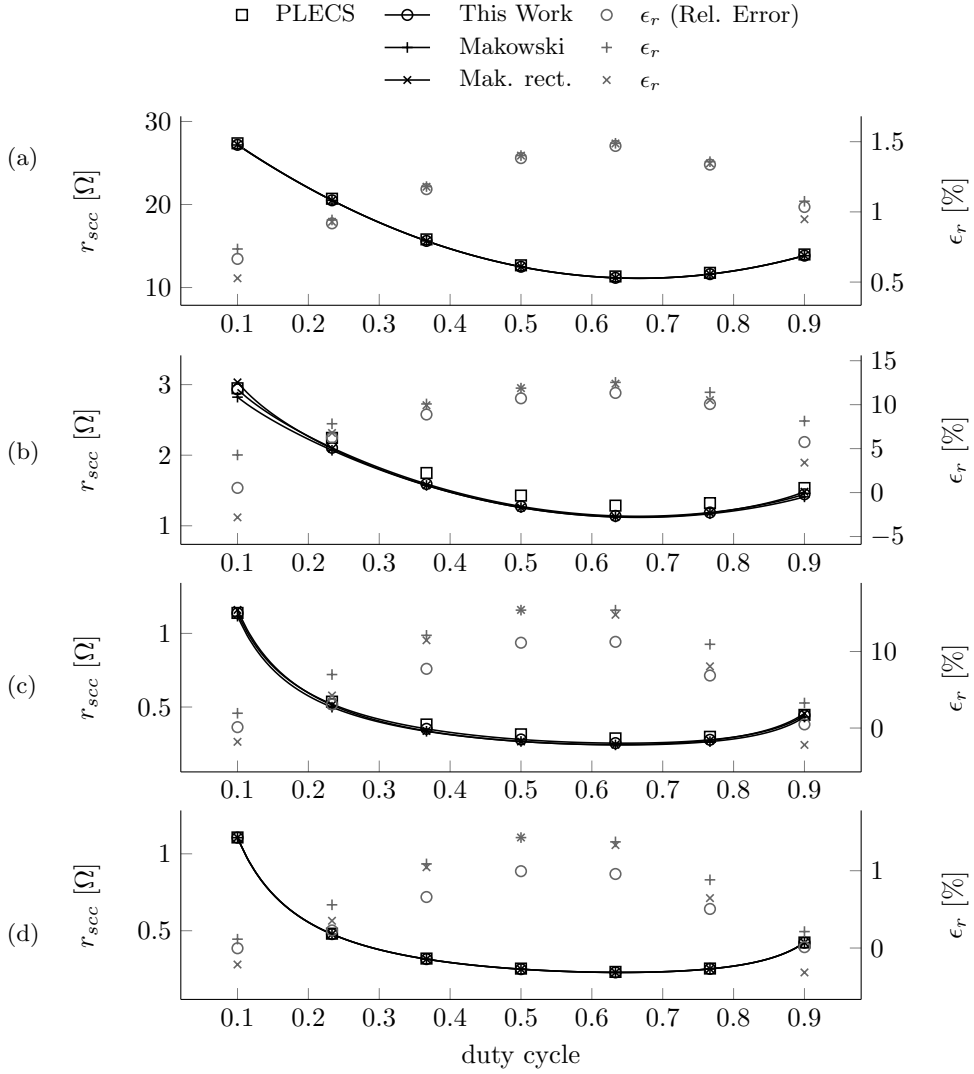 PLECS This Work ϵr (Rel. Error)
Makowski ϵr
Mak. rect. ϵr
(a)
rscc [Ω]
30
20
10
1.5
1
0.5
ϵr [%]
0.1 0.2 0.3 0.4 0.5 0.6 0.7 0.8 0.9
(b)
rscc [Ω]
3
2
1
15
10
5
0
−5
ϵr [%]
0.1 0.2 0.3 0.4 0.5 0.6 0.7 0.8 0.9
(c)
rscc [Ω]
1
0.5
10
0
ϵr [%]
0.1 0.2 0.3 0.4 0.5 0.6 0.7 0.8 0.9
(d)
rscc [Ω]
1
0.5
1
0
ϵr [%]
0.1 0.2 0.3 0.4 0.5 0.6 0.7 0.8 0.9
duty cycle